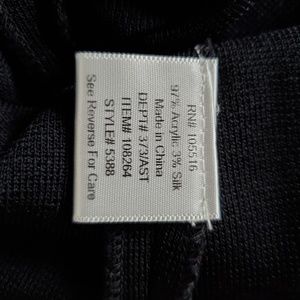 RN# 105516
97% Acrylic 3% Silk
Made in China
DEPT# 373/AST
ITEM# 108264
STYLE# 5388
See Reverse For Care